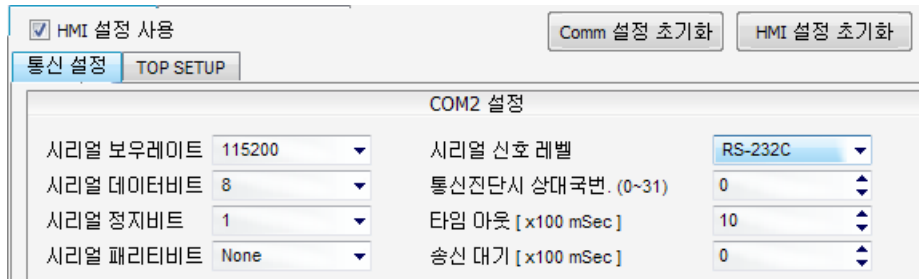 HMI 설정 사용 Comm 설정 초기화 HMI 설정 초기화
통신 설정 TOP SETUP
COM2 설정
시리얼 보우레이트 115200 시리얼 신호 레벨 RS-232C
시리얼 데이터비트 8 통신진단시 상대국번. (0~31) 0
시리얼 정지비트 1 타임 아웃 [ x100 mSec ] 10
시리얼 패리티비트 None 송신 대기 [ x100 mSec ] 0